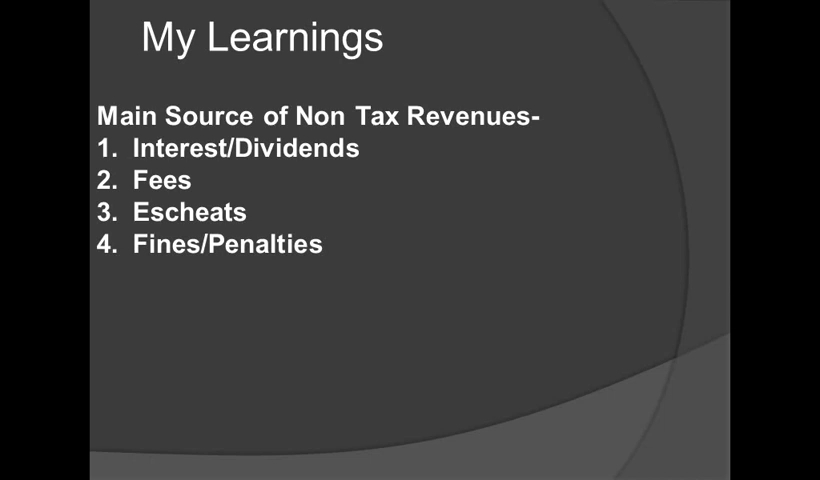 My Learnings
Main Source of Non Tax Revenues-
1. Interest/Dividends
2. Fees
3. Escheats
4. Fines/Penalties